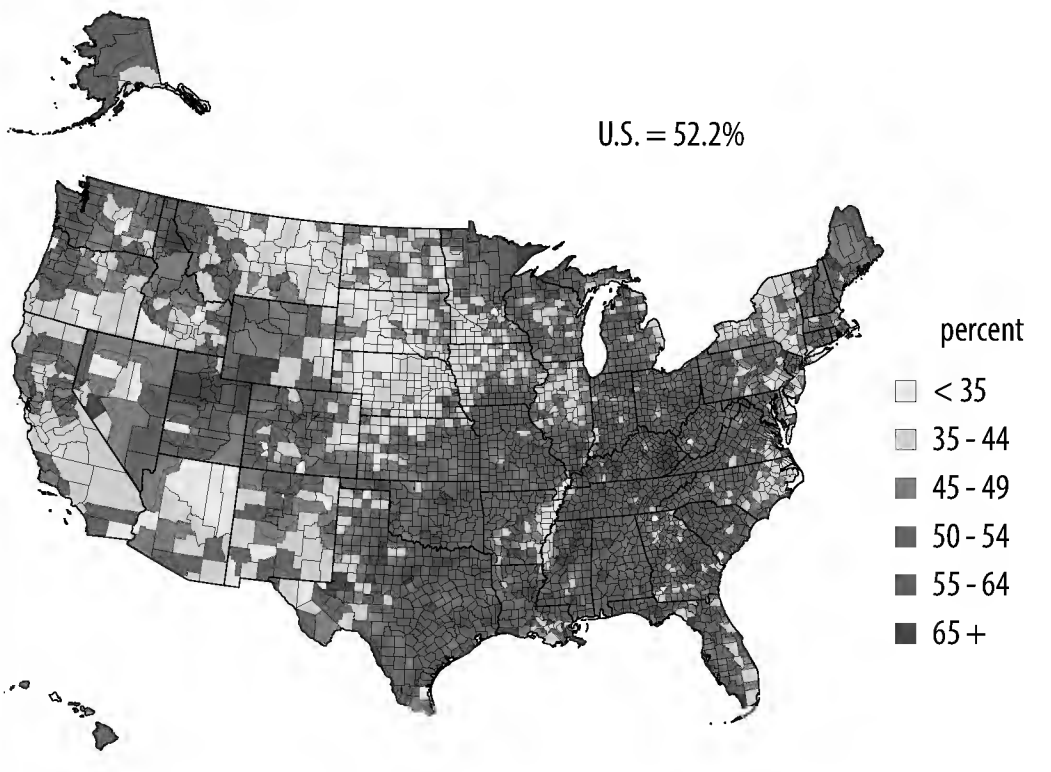 U.S. = 52.2%
percent
< 35
35 - 44
45 - 49
50 - 54
55 - 64
65 +